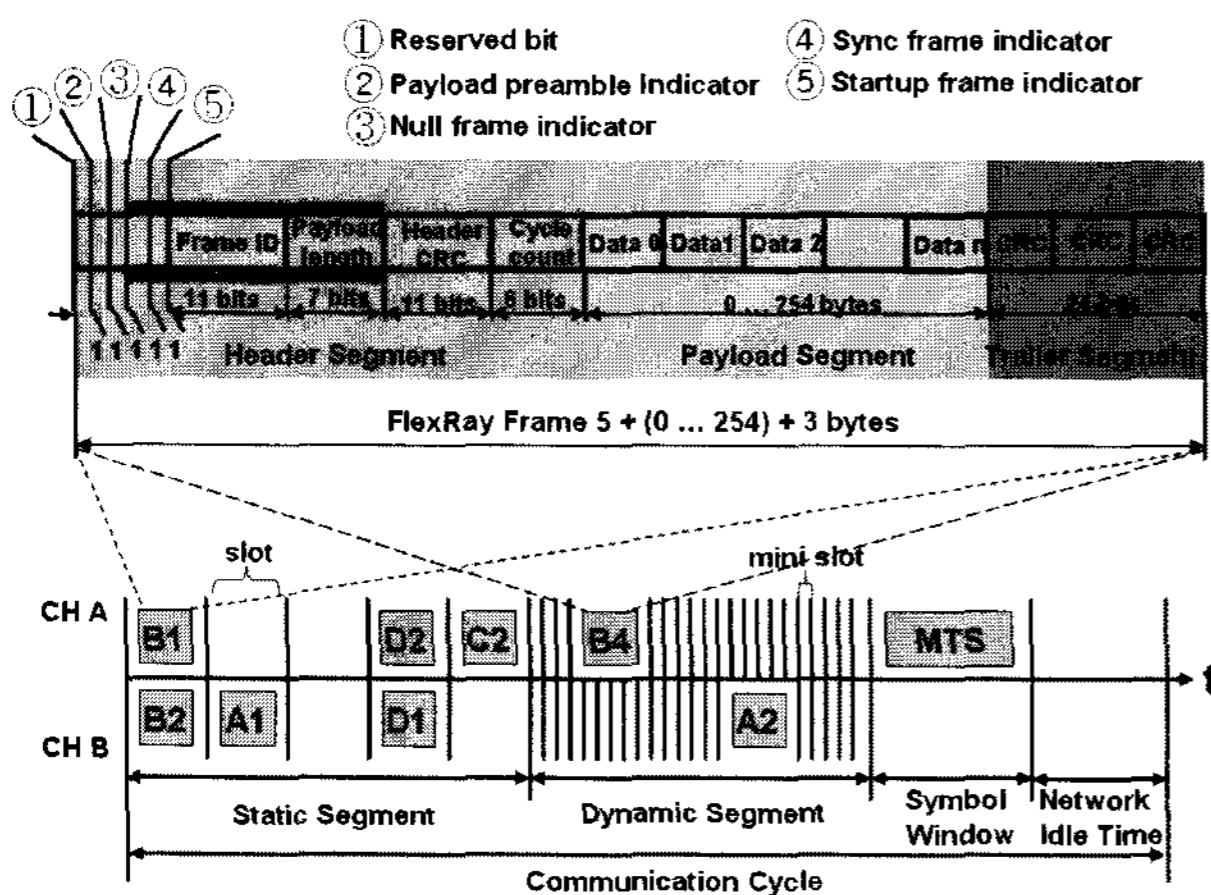 ① Reserved bit ④ Sync frame indicator
② Payload preamble indicator ⑤ Startup frame indicator
③ Null frame indicator
① ② ③ ④ ⑤
Frame ID Payload length Header CRC Cycle count Data 0 Data1 Data 2 Data n CRC CRC CRC
11 bits 7 bits 11 bits 6 bits 0 ... 254 bytes
1 1 1 1 1 Header Segment Payload Segment Trailer Segment
FlexRay Frame 5 + (0 ... 254) + 3 bytes
slot mini slot
CH A B1 D2 C2 B4 MTS
t
CH B B2 A1 D1 A2
Static Segment Dynamic Segment Symbol Window Network Idle Time
Communication Cycle